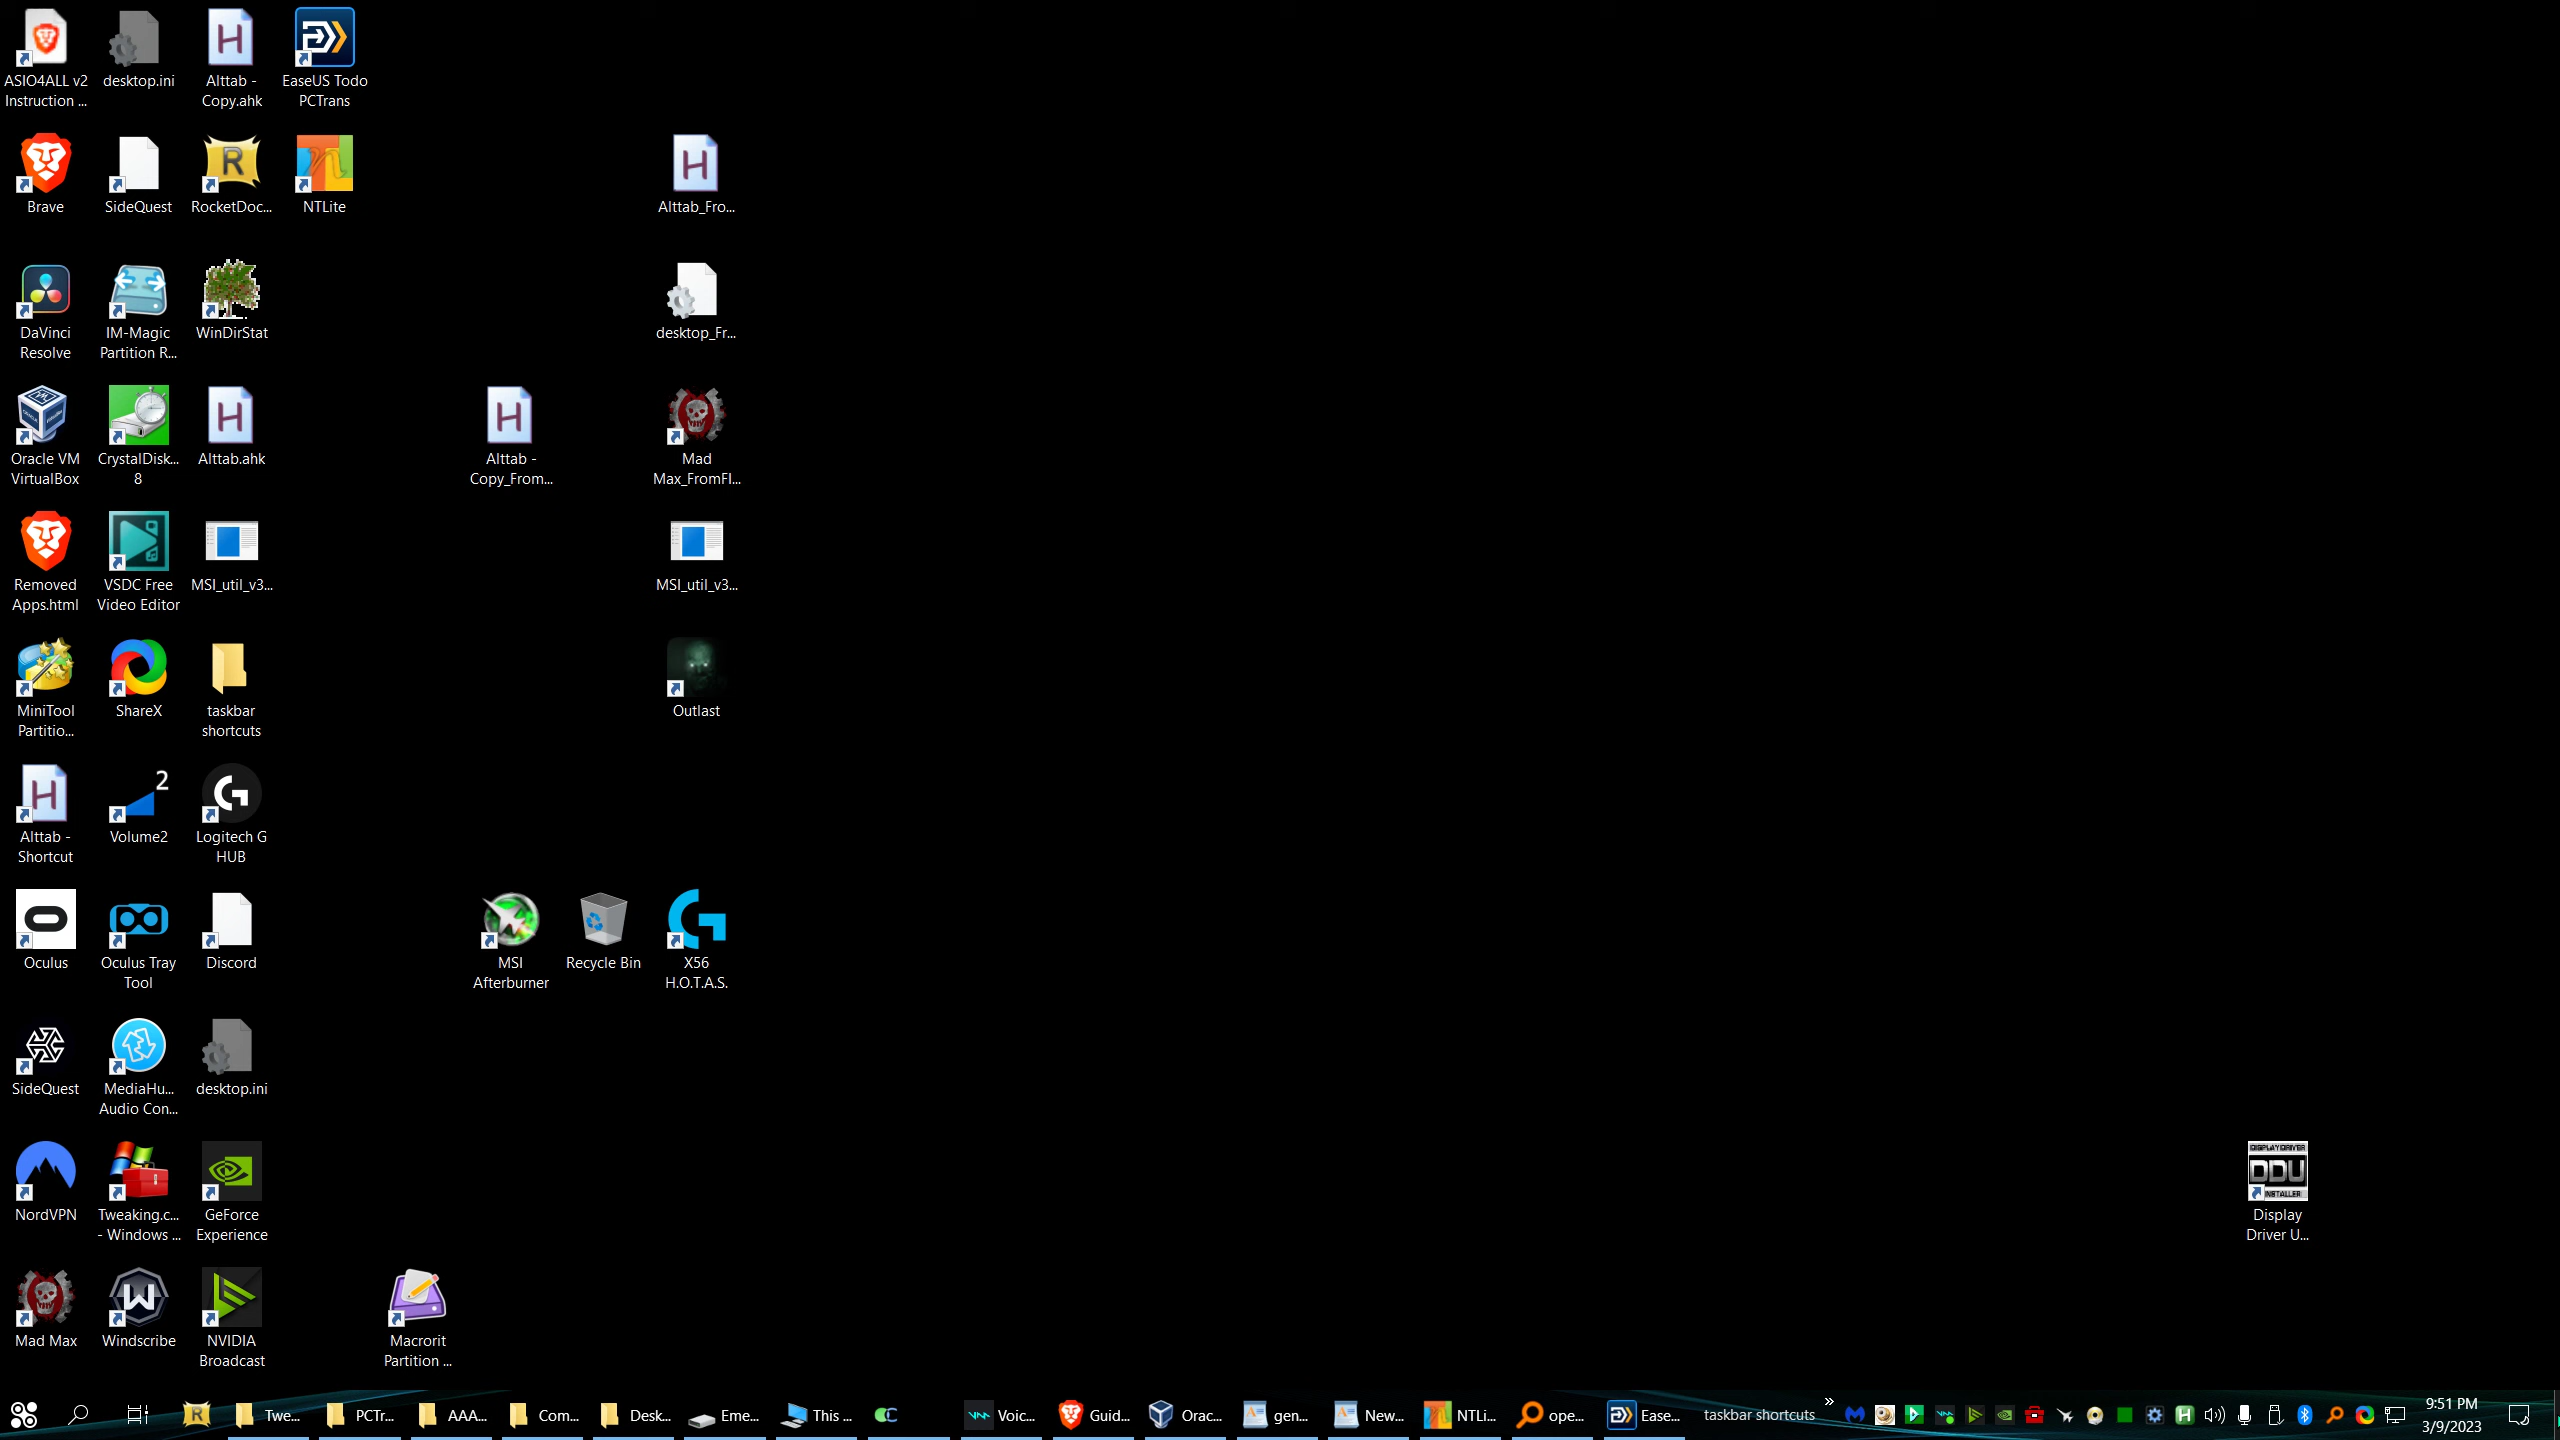 ASIO4ALL v2
Instruction ...
desktop.ini
Alttab -
Copy.ahk
EaseUS Todo
PCTrans
Brave
SideQuest
RocketDoc...
NTLite
Alttab_Fro...
DaVinci
Resolve
IM-Magic
Partition R...
WinDirStat
desktop_Fr...
Oracle VM
VirtualBox
CrystalDisk...
8
Alttab.ahk
Alttab -
Copy_From...
Mad
Max_FromFl...
Removed
Apps.html
VSDC Free
Video Editor
MSI_util_v3...
MSI_util_v3...
MiniTool
Partitio...
ShareX
taskbar
shortcuts
Outlast
Alttab -
Shortcut
Volume2
Logitech G
HUB
Oculus
Oculus Tray
Tool
Discord
MSI
Afterburner
Recycle Bin
X56
H.O.T.A.S.
SideQuest
MediaHu...
Audio Con...
desktop.ini
NordVPN
Tweaking.c...
- Windows ...
GeForce
Experience
DISPLAY DRIVER
DDU
Display
Driver U...
Mad Max
Windscribe
NVIDIA
Broadcast
Macrorit
Partition ...
Twe...
PCTr...
AAA...
Com...
Desk...
Eme...
This ...
Voic...
Guid...
Orac...
gen...
New...
NTLi...
ope...
Ease...
taskbar shortcuts
9:51 PM
3/9/2023